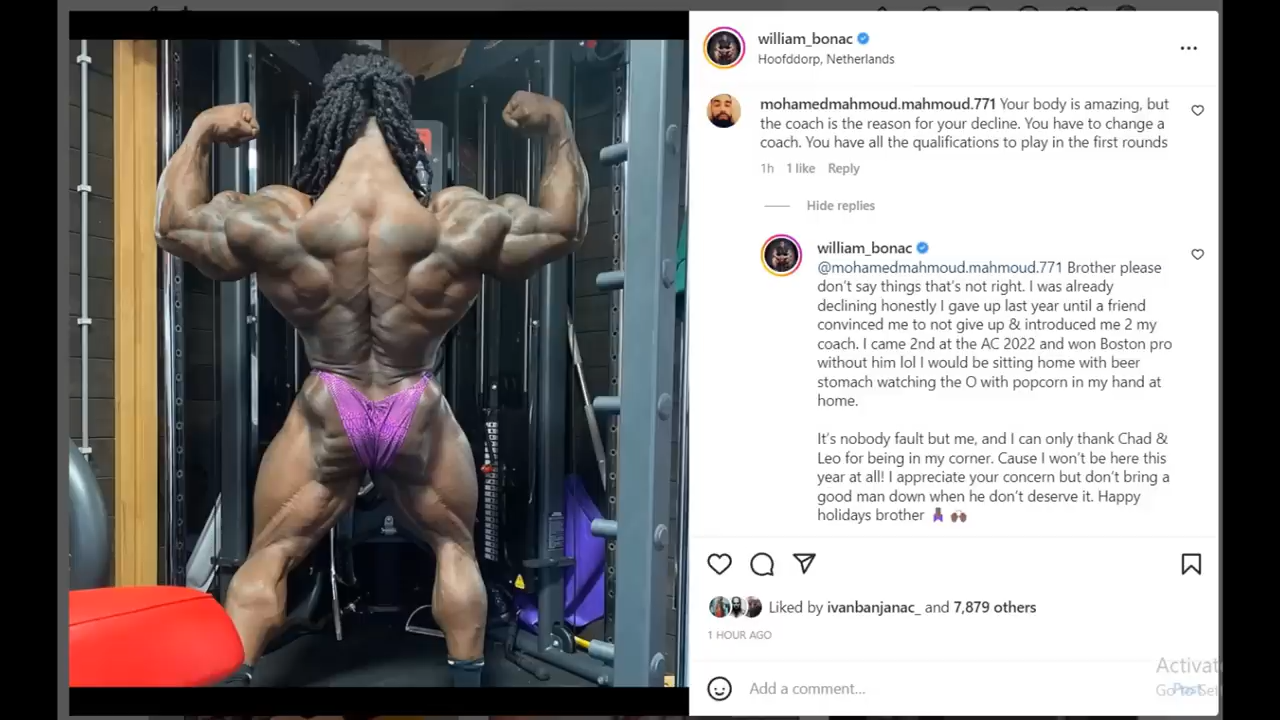 william_bonac
Hoofddorp, Netherlands
mohamedmahmoud.mahmoud.771 Your body is amazing, but
the coach is the reason for your decline. You have to change a
coach. You have all the qualifications to play in the first rounds
1h 1 like Reply
Hide replies
william_bonac
@mohamedmahmoud.mahmoud.771 Brother please
don't say things that's not right. I was already
declining honestly I gave up last year until a friend
convinced me to not give up & introduced me 2 my
coach. I came 2nd at the AC 2022 and won Boston pro
without him lol I would be sitting home with beer
stomach watching the O with popcorn in my hand at
home.
It's nobody fault but me, and I can only thank Chad &
Leo for being in my corner. Cause I won't be here this
year at all! I appreciate your concern but don't bring a
good man down when he don't deserve it. Happy
holidays brother
Liked by ivanbanjanac_ and 7,879 others
1 HOUR AGO
Add a comment...
Post
Activat
Go to Set